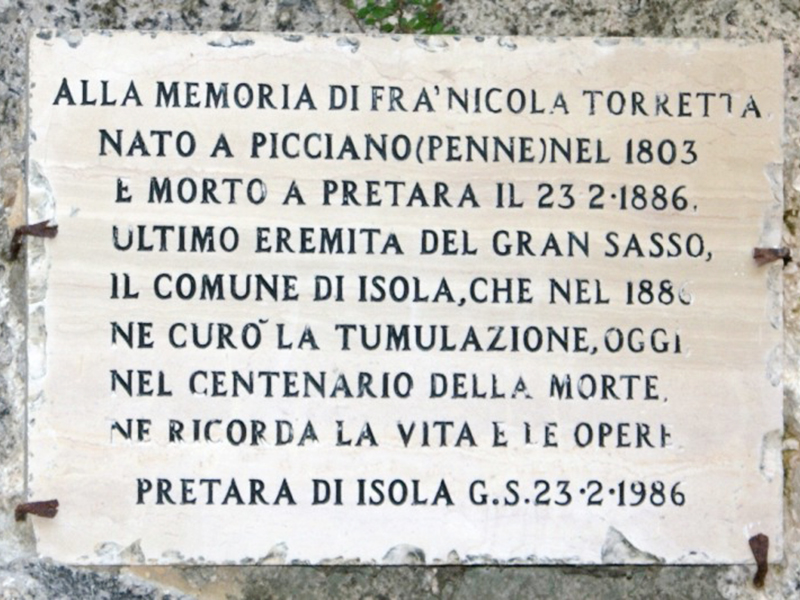 ALLA MEMORIA DI FRA' NICOLA TORRETTA
NATO A PICCIANO(PENNE)NEL 1803
E MORTO A PRETARA IL 23 2·1886.
ULTIMO EREMITA DEL GRAN SASSO,
IL COMUNE DI ISOLA,CHE NEL 1886
NE CURO` LA TUMULAZIONE,OGGI
NEL CENTENARIO DELLA MORTE.
NE RICORDA LA VITA E LE OPERE
PRETARA DI ISOLA G.S.23·2·1986